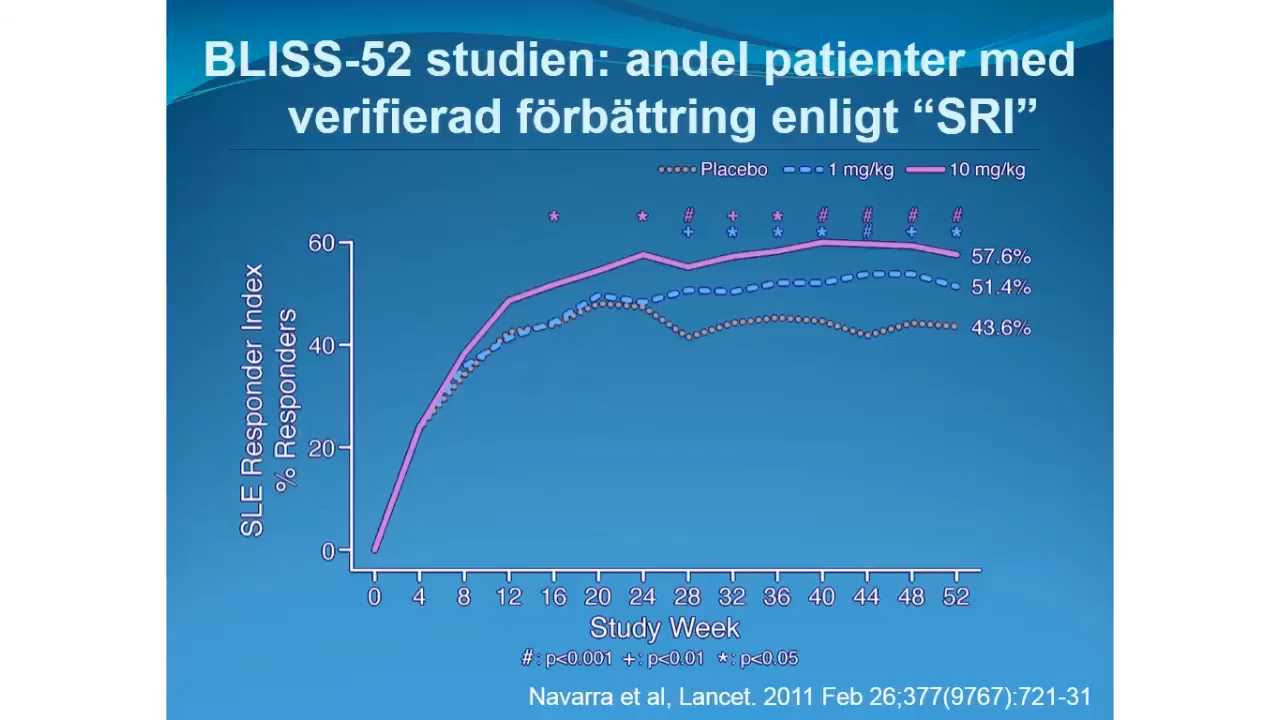 BLISS-52 studien: andel patienter med
verifierad förbättring enligt “SRI”
Placebo 1 mg/kg 10 mg/kg
* * # + * # # # #
+ * * * # + *
60
40
20
0
SLE Responder Index
% Responders
57.6%
51.4%
43.6%
0 4 8 12 16 20 24 28 32 36 40 44 48 52
Study Week
#: p<0.001 +: p<0.01 *: p<0.05
Navarra et al, Lancet. 2011 Feb 26;377(9767):721-31